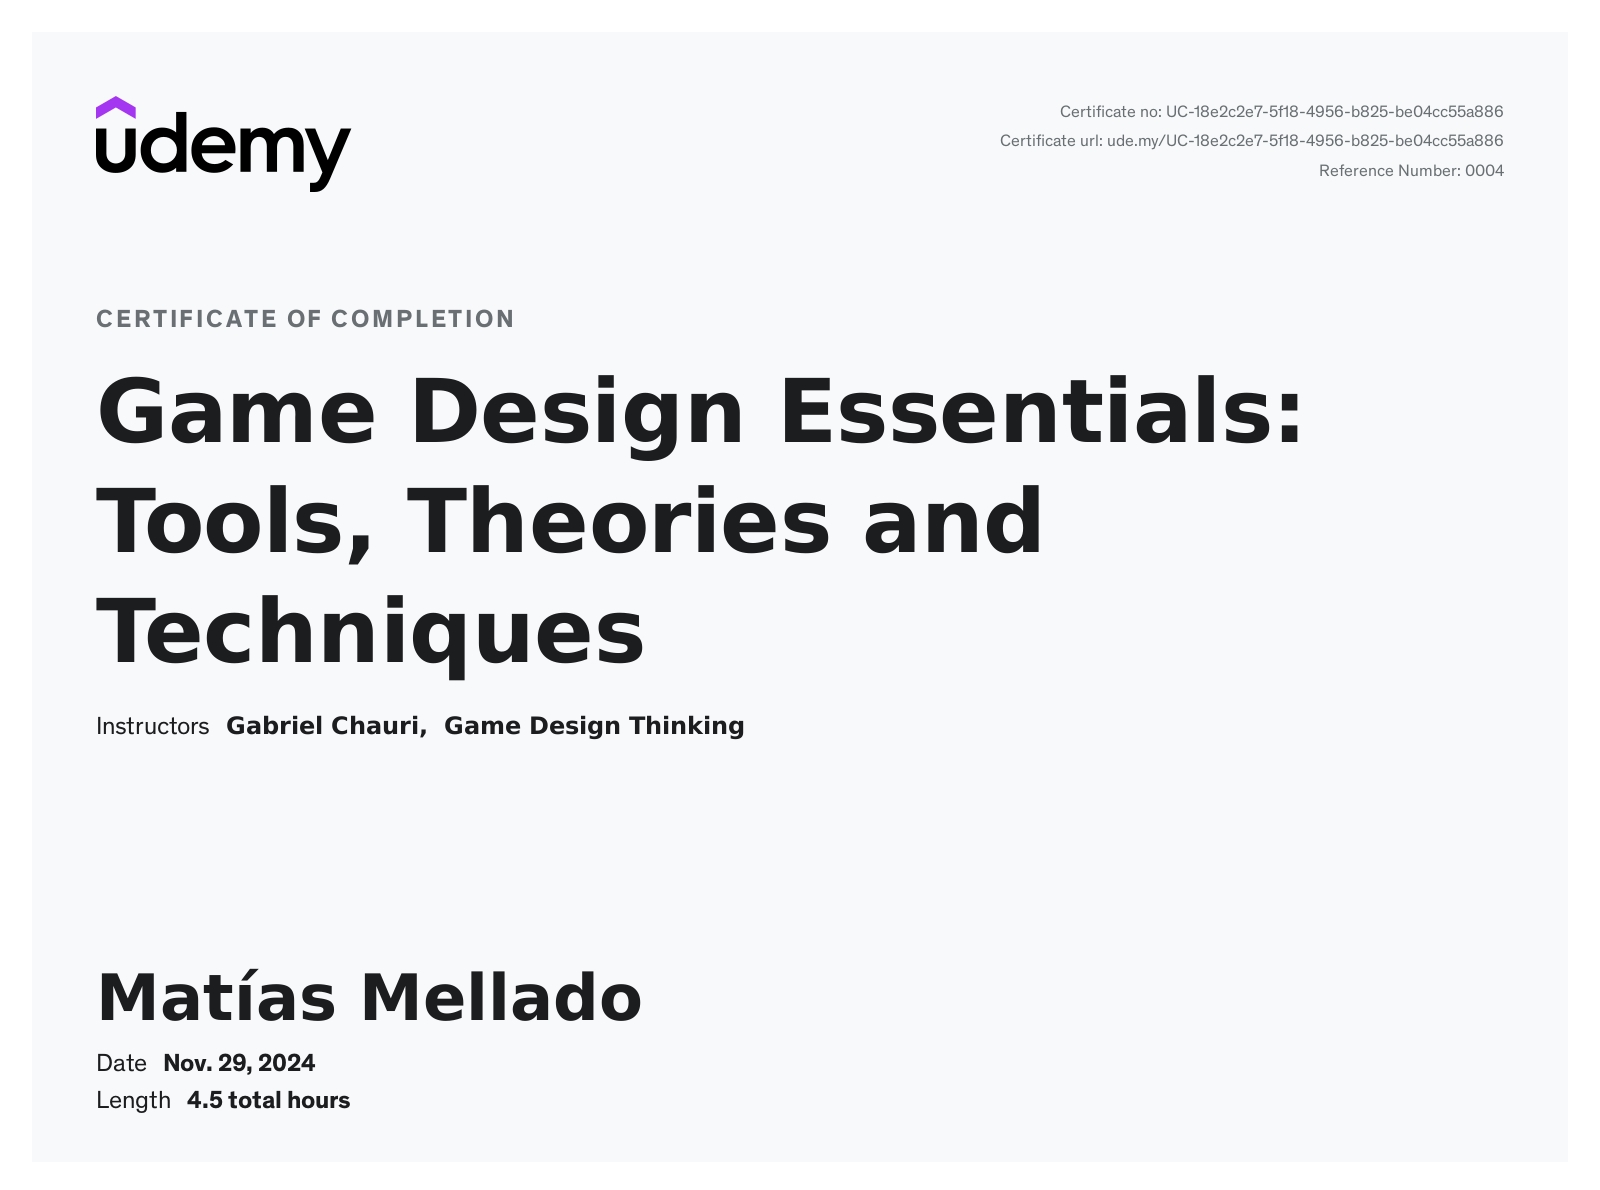 udemy
Certificate no: UC-18e2c2e7-5f18-4956-b825-be04cc55a886
Certificate url: ude.my/UC-18e2c2e7-5f18-4956-b825-be04cc55a886
Reference Number: 0004
CERTIFICATE OF COMPLETION
Game Design Essentials:
Tools, Theories and
Techniques
Instructors Gabriel Chauri, Game Design Thinking
Matías Mellado
Date Nov. 29, 2024
Length 4.5 total hours